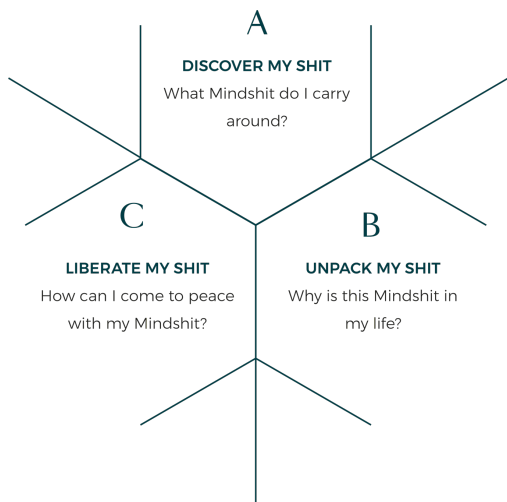 A
DISCOVER MY SHIT
What Mindshit do I carry
around?
B
UNPACK MY SHIT
Why is this Mindshit in
my life?
C
LIBERATE MY SHIT
How can I come to peace
with my Mindshit?